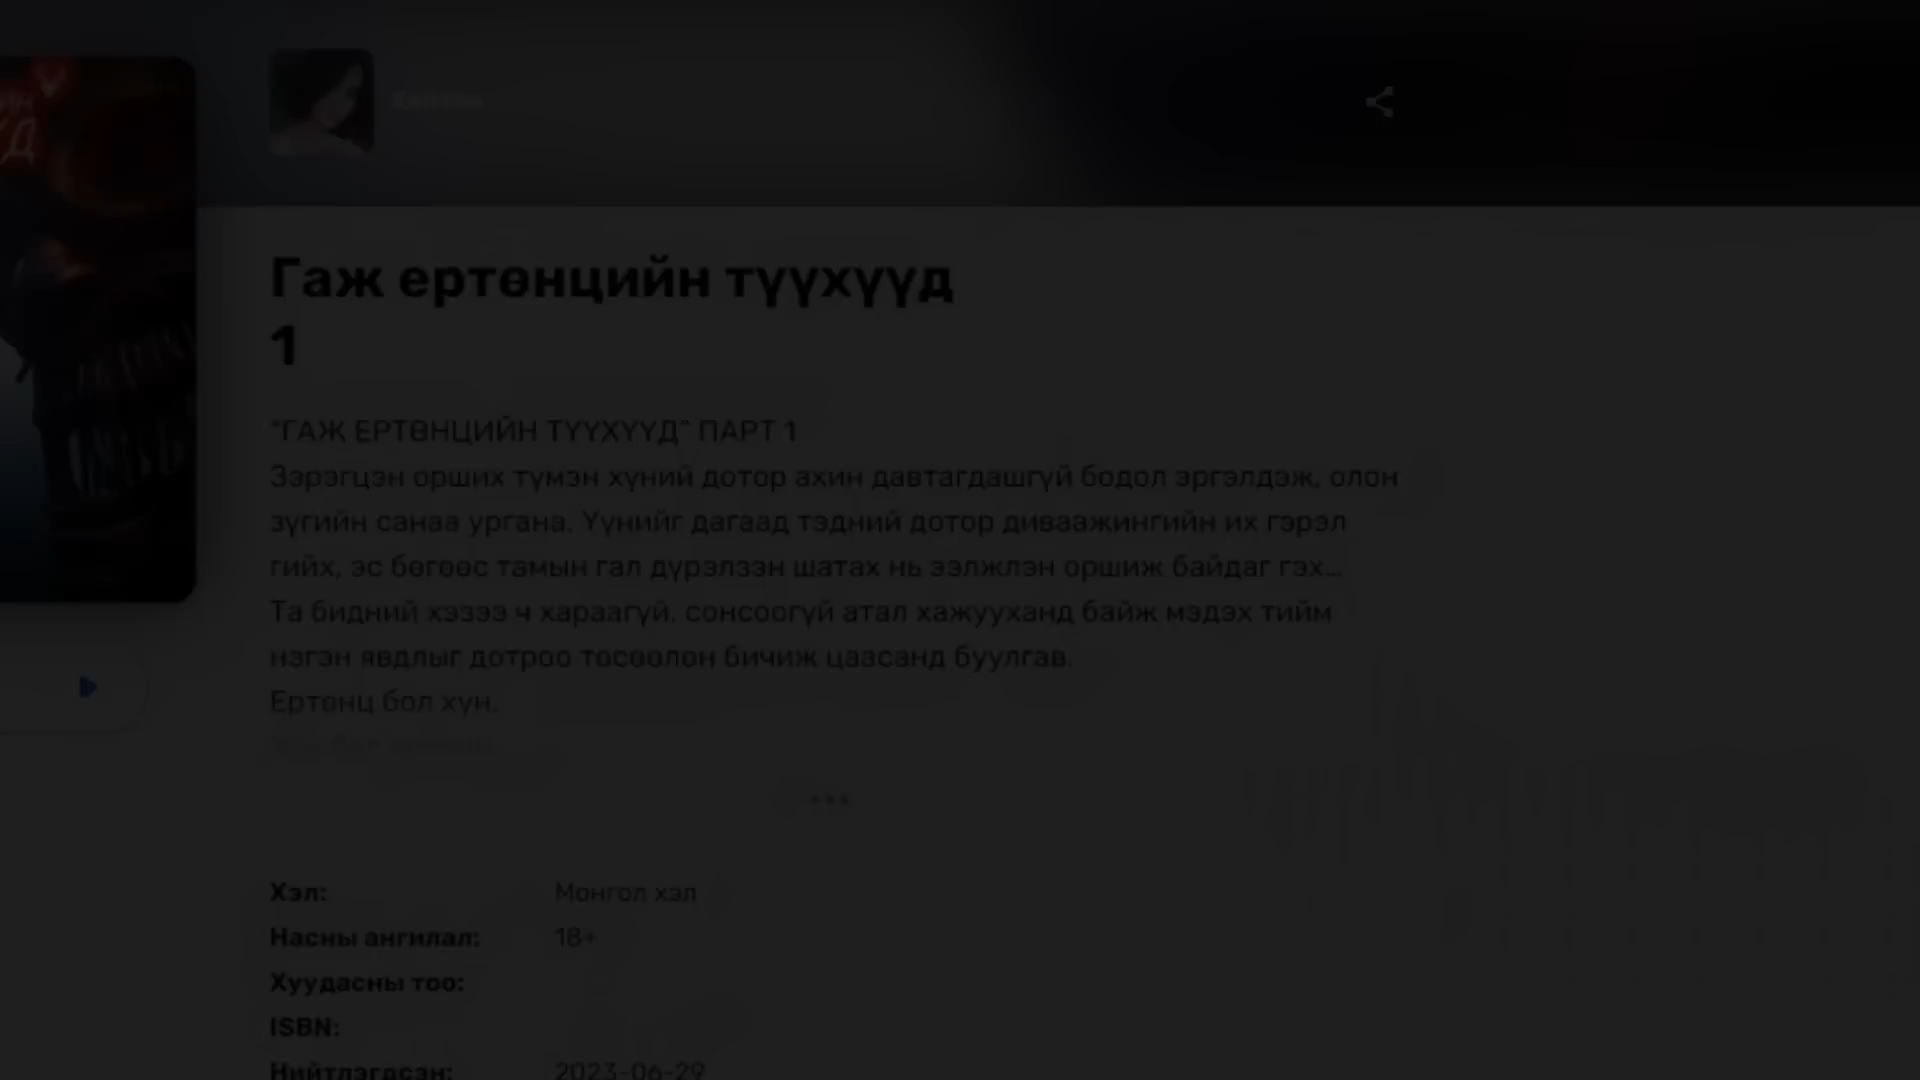 Гаж ертөнцийн түүхүүд
1
"ГАЖ ЕРТӨНЦИЙН ТҮҮХҮҮД" ПАРТ 1
Зэрэгцэн орших түмэн хүний дотор ахин давтагдашгүй бодол эргэлдэж, олон
зүгийн санаа ургана. Үүнийг дагаад тэдний дотор диваажингийн их гэрэл
гийх, эс бөгөөс тамын гал дүрэлзэн шатах нь ээлжлэн оршиж байдаг гэх...
Та бидний хэзээ ч хараагүй, сонсоогүй атал хажууханд байж мэдэх тийм
нэгэн явдлыг дотроо төсөөлөн бичиж цаасанд буулгав.
Ертөнц бол хүн.
Хэл: Монгол хэл
Насны ангилал: 18+
Хуудасны тоо:
ISBN:
Нийтлэгдсэн: 2023-06-29